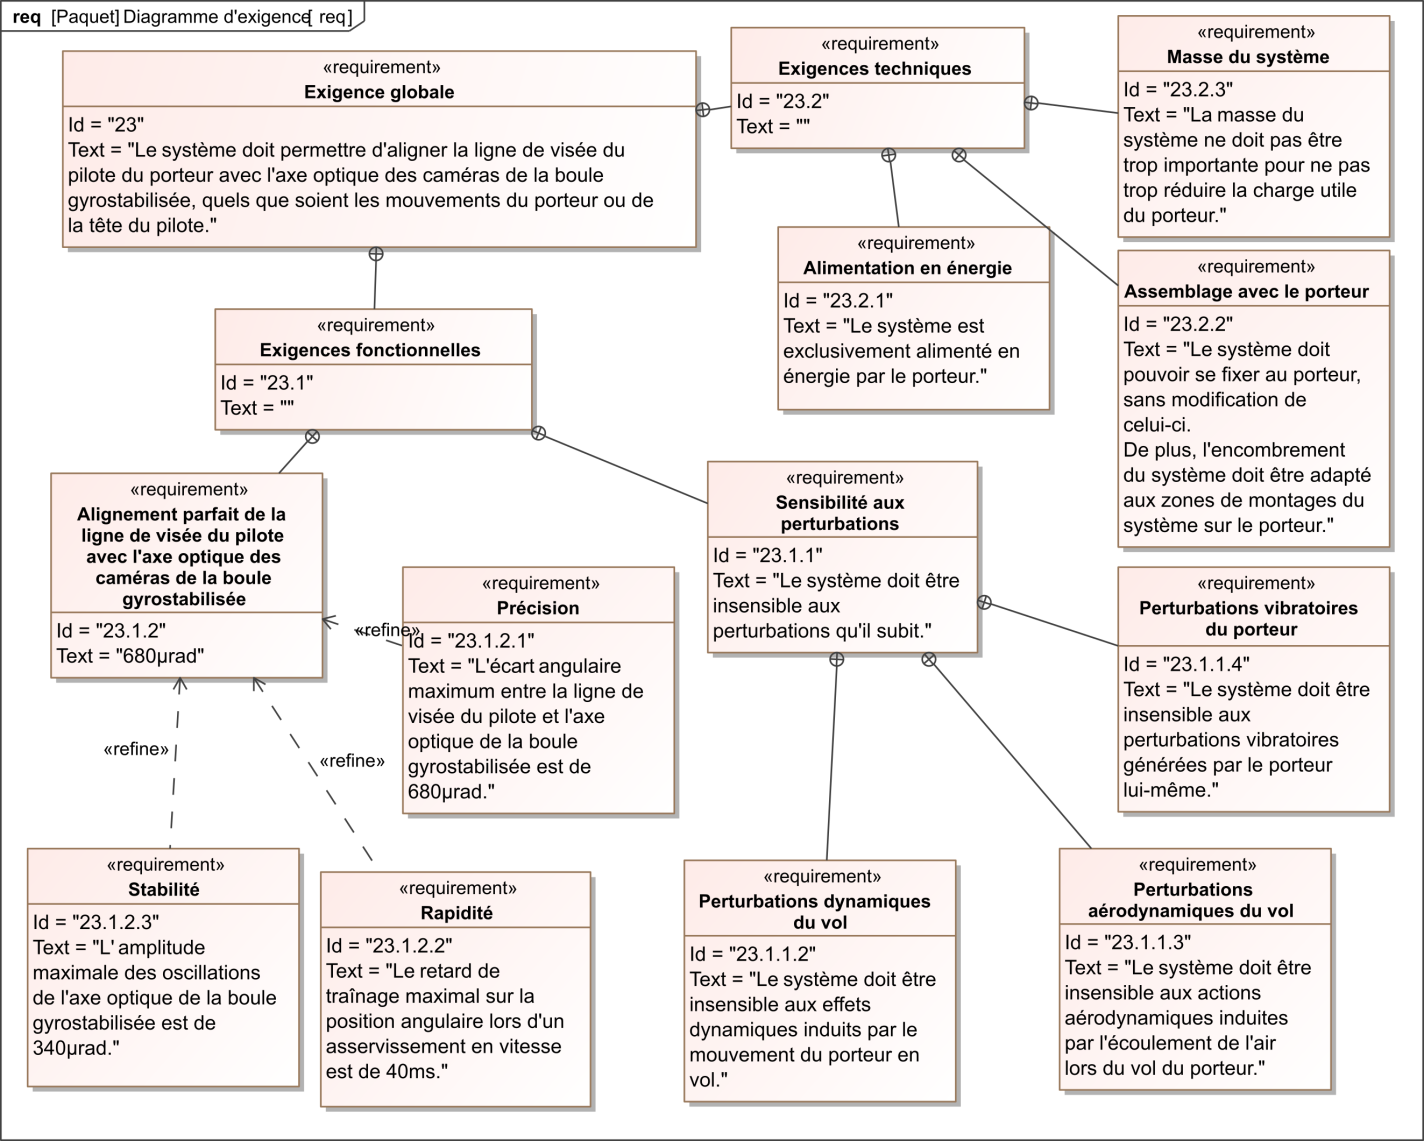 req [Paquet] Diagramme d'exigence[ req]
«requirement»
Exigence globale
Id = "23"
Text = "Le système doit permettre d'aligner la ligne de visée du
pilote du porteur avec l'axe optique des caméras de la boule
gyrostabilisée, quels que soient les mouvements du porteur ou de
la tête du pilote."
«requirement»
Exigences techniques
Id = "23.2"
Text = ""
«requirement»
Masse du système
Id = "23.2.3"
Text = "La masse du
système ne doit pas être
trop importante pour ne pas
trop réduire la charge utile
du porteur."
«requirement»
Alimentation en énergie
Id = "23.2.1"
Text = "Le système est
exclusivement alimenté en
énergie par le porteur."
«requirement»
Assemblage avec le porteur
Id = "23.2.2"
Text = "Le système doit
pouvoir se fixer au porteur,
sans modification de
celui-ci.
De plus, l'encombrement
du système doit être adapté
aux zones de montages du
système sur le porteur."
«requirement»
Exigences fonctionnelles
Id = "23.1"
Text = ""
«requirement»
Alignement parfait de la
ligne de visée du pilote
avec l'axe optique des
caméras de la boule
gyrostabilisée
Id = "23.1.2"
Text = "680µrad"
«refine»
«requirement»
Précision
Id = "23.1.2.1"
Text = "L'écart angulaire
maximum entre la ligne de
visée du pilote et l'axe
optique de la boule
gyrostabilisée est de
680µrad."
«requirement»
Sensibilité aux
perturbations
Id = "23.1.1"
Text = "Le système doit être
insensible aux
perturbations qu'il subit."
«requirement»
Perturbations vibratoires
du porteur
Id = "23.1.1.4"
Text = "Le système doit être
insensible aux
perturbations vibratoires
générées par le porteur
lui-même."
«refine»
«refine»
«requirement»
Stabilité
Id = "23.1.2.3"
Text = "L' amplitude
maximale des oscillations
de l'axe optique de la boule
gyrostabilisée est de
340µrad."
«requirement»
Rapidité
Id = "23.1.2.2"
Text = "Le retard de
traînage maximal sur la
position angulaire lors d'un
asservissement en vitesse
est de 40ms."
«requirement»
Perturbations dynamiques
du vol
Id = "23.1.1.2"
Text = "Le système doit être
insensible aux effets
dynamiques induits par le
mouvement du porteur en
vol."
«requirement»
Perturbations
aérodynamiques du vol
Id = "23.1.1.3"
Text = "Le système doit être
insensible aux actions
aérodynamiques induites
par l'écoulement de l'air
lors du vol du porteur."